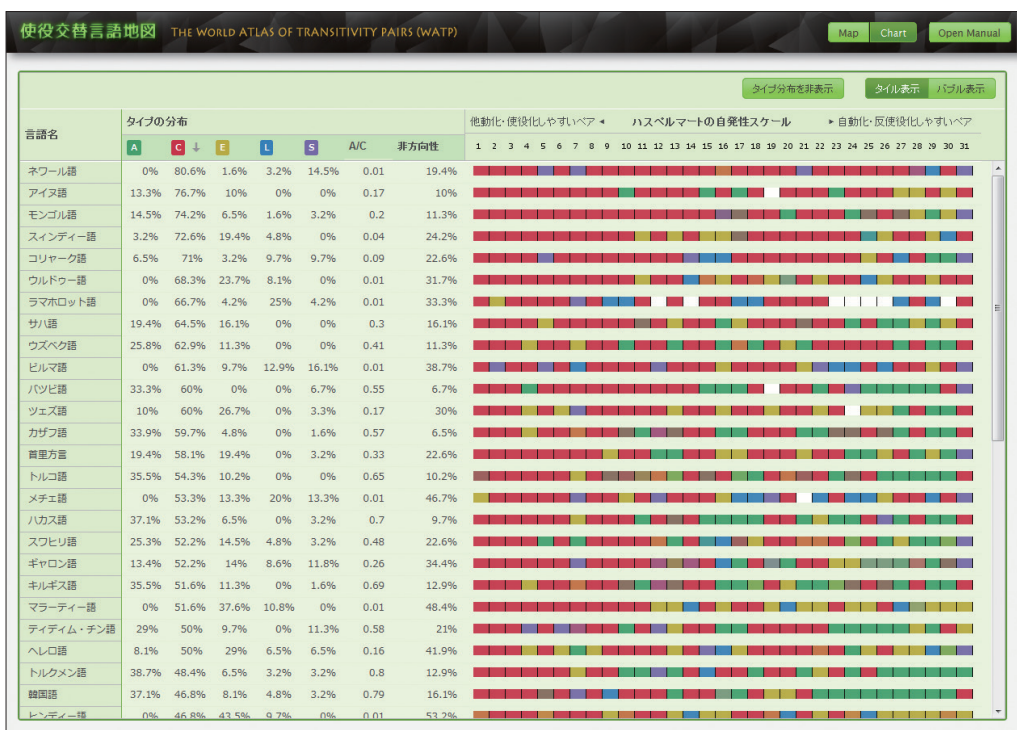 使役交替言語地図 THE WORLD ATLAS OF TRANSITIVITY PAIRS (WATP) Map Chart Open Manual
タイプ分布を非表示 タイル表示 バブル表示
言語名 タイプの分布 他動化・使役化しやすいペア ◂ ハスペルマートの自発性スケール ▸ 自動化・反使役化しやすいペア
A C ↓ E L S A/C 非方向性 1 2 3 4 5 6 7 8 9 10 11 12 13 14 15 16 17 18 19 20 21 22 23 24 25 26 27 28 29 30 31
ネワール語 0% 80.6% 1.6% 3.2% 14.5% 0.01 19.4%
アイヌ語 13.3% 76.7% 10% 0% 0% 0.17 10%
モンゴル語 14.5% 74.2% 6.5% 1.6% 3.2% 0.2 11.3%
スィンディー語 3.2% 72.6% 19.4% 4.8% 0% 0.04 24.2%
コリャーク語 6.5% 71% 3.2% 9.7% 9.7% 0.09 22.6%
ウルドゥー語 0% 68.3% 23.7% 8.1% 0% 0.01 31.7%
ラマホロット語 0% 66.7% 4.2% 25% 4.2% 0.01 33.3%
サハ語 19.4% 64.5% 16.1% 0% 0% 0.3 16.1%
ウズベク語 25.8% 62.9% 11.3% 0% 0% 0.41 11.3%
ビルマ語 0% 61.3% 9.7% 12.9% 16.1% 0.01 38.7%
バツビ語 33.3% 60% 0% 0% 6.7% 0.55 6.7%
ツェズ語 10% 60% 26.7% 0% 3.3% 0.17 30%
カザフ語 33.9% 59.7% 4.8% 0% 1.6% 0.57 6.5%
首里方言 19.4% 58.1% 19.4% 0% 3.2% 0.33 22.6%
トルコ語 35.5% 54.3% 10.2% 0% 0% 0.65 10.2%
メチェ語 0% 53.3% 13.3% 20% 13.3% 0.01 46.7%
ハカス語 37.1% 53.2% 6.5% 0% 3.2% 0.7 9.7%
スワヒリ語 25.3% 52.2% 14.5% 4.8% 3.2% 0.48 22.6%
ギャロン語 13.4% 52.2% 14% 8.6% 11.8% 0.26 34.4%
キルギス語 35.5% 51.6% 11.3% 0% 1.6% 0.69 12.9%
マラーティー語 0% 51.6% 37.6% 10.8% 0% 0.01 48.4%
ティディム・チン語 29% 50% 9.7% 0% 11.3% 0.58 21%
ヘレロ語 8.1% 50% 29% 6.5% 6.5% 0.16 41.9%
トルクメン語 38.7% 48.4% 6.5% 3.2% 3.2% 0.8 12.9%
韓国語 37.1% 46.8% 8.1% 4.8% 3.2% 0.79 16.1%
ヒンディー語 0% 46.8% 43.5% 9.7% 0% 0.01 53.2%